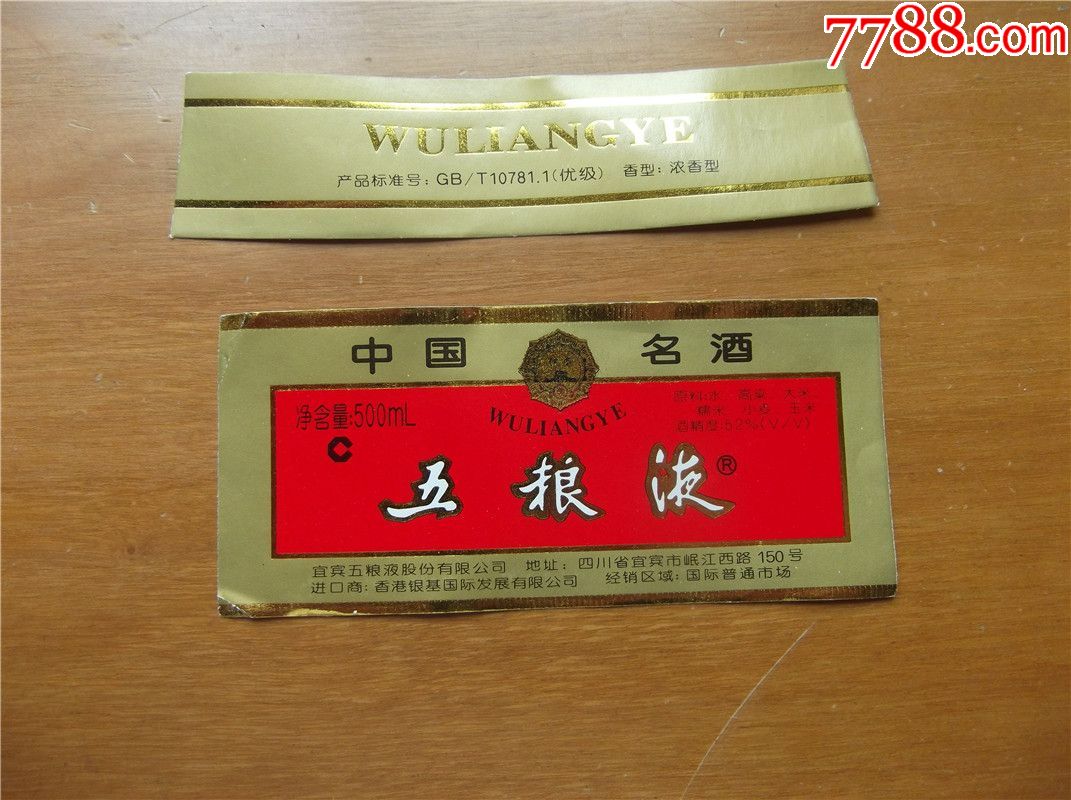 7788.com
WULIANGYE
产品标准号: GB/T10781.1(优级) 香型: 浓香型
中国 名酒
WULIANGYE
净含量:500mL
原料:水 高粱 大米
糯米 小麦 玉米
酒精度:52%(V/V)
五粮液®
宜宾五粮液股份有限公司 地址: 四川省宜宾市岷江西路150号
进口商: 香港银基国际发展有限公司 经销区域: 国际普通市场